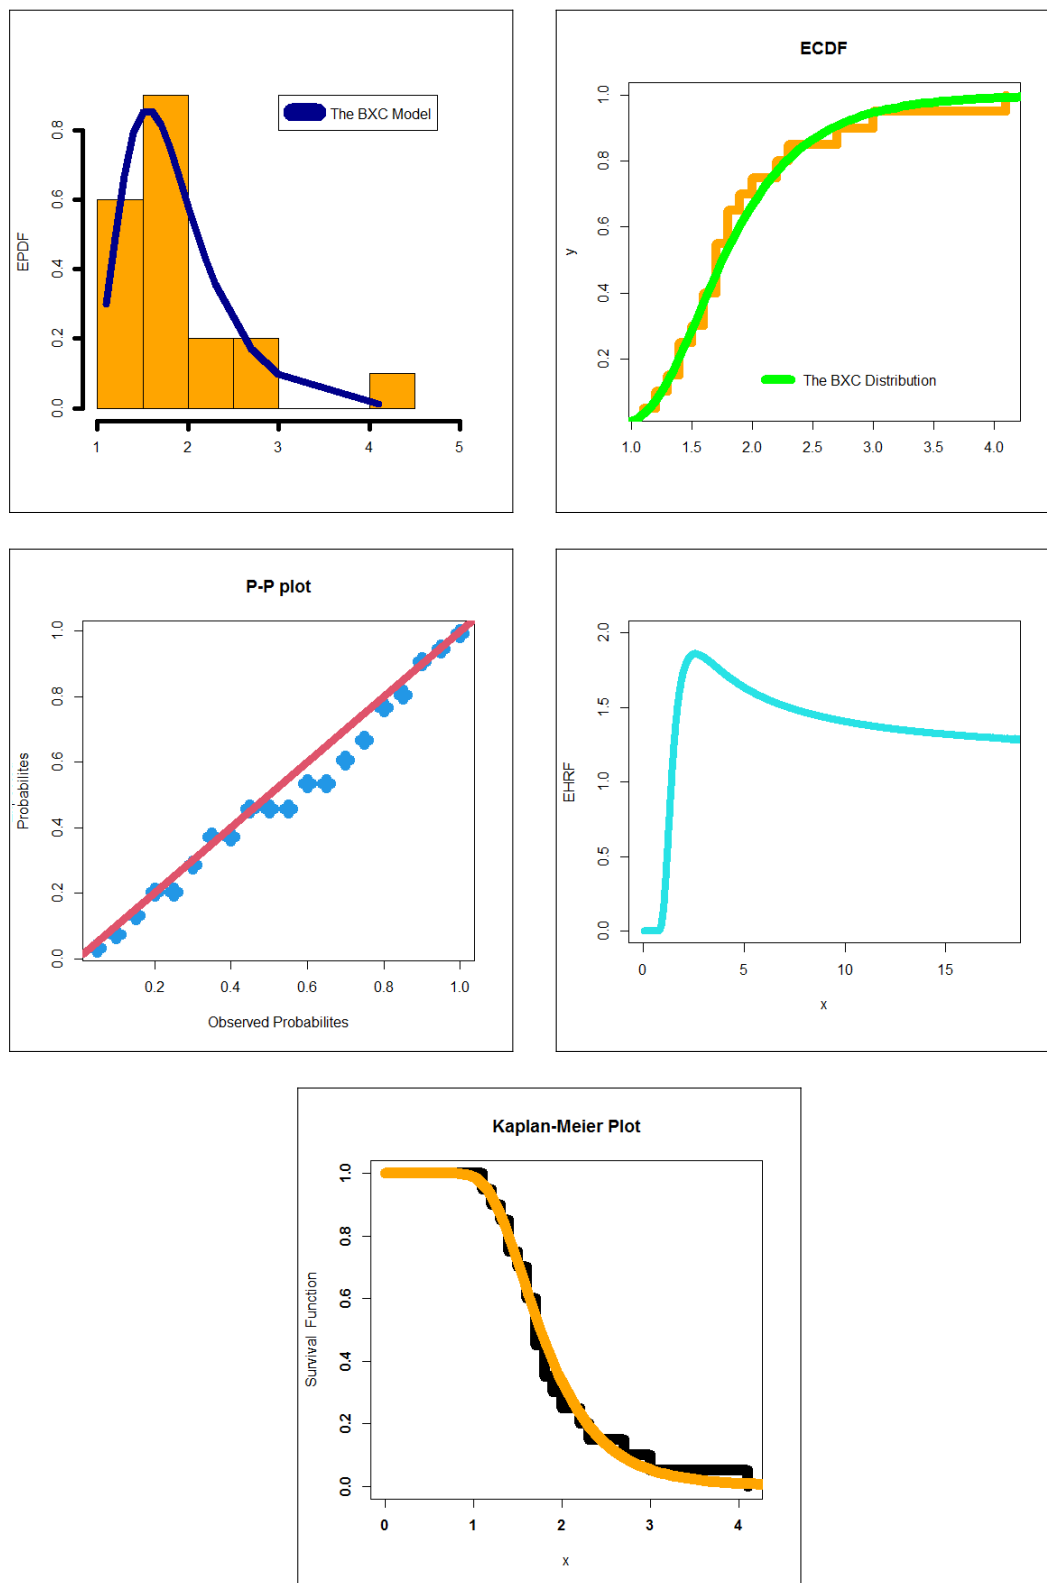 EPDF
0.0 0.2 0.4 0.6 0.8
The BXC Model
1 2 3 4 5
ECDF
y
0.2 0.4 0.6 0.8 1.0
The BXC Distribution
1.0 1.5 2.0 2.5 3.0 3.5 4.0
P-P plot
Probabilites
0.0 0.2 0.4 0.6 0.8 1.0
0.2 0.4 0.6 0.8 1.0
Observed Probabilites
EHRF
0.0 0.5 1.0 1.5 2.0
0 5 10 15
x
Kaplan-Meier Plot
Survival Function
0.0 0.2 0.4 0.6 0.8 1.0
0 1 2 3 4
x